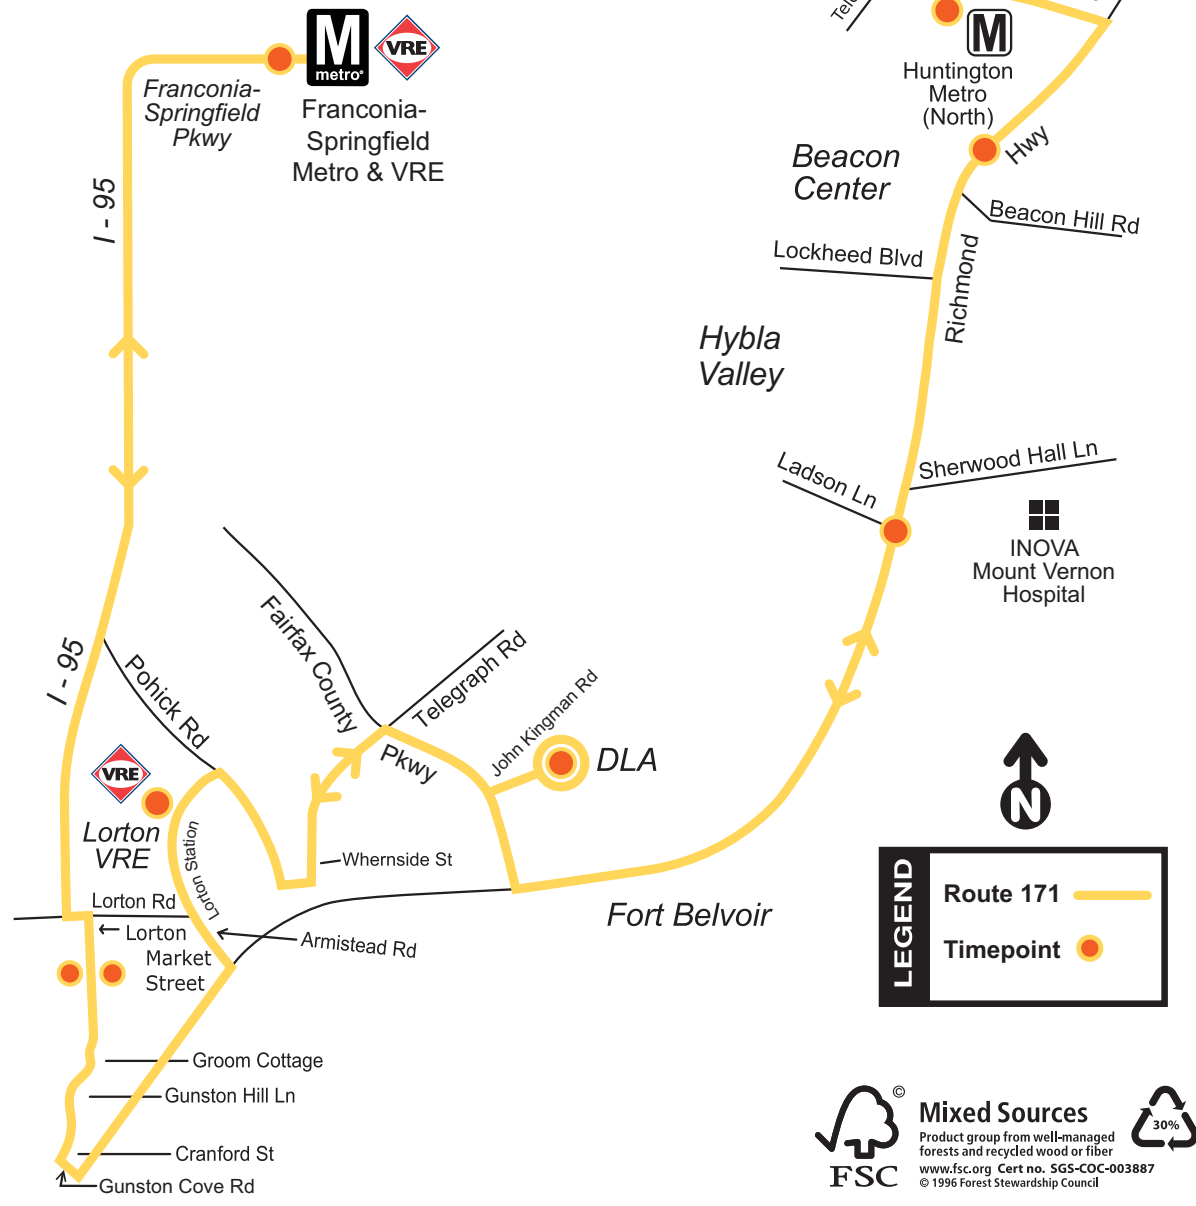 M
metro
VRE
Franconia-
Springfield
Metro & VRE
Franconia-
Springfield
Pkwy
I - 95
M
Huntington
Metro
(North)
Hwy
Beacon
Center
Beacon Hill Rd
Lockheed Blvd
Richmond
Hybla
Valley
Sherwood Hall Ln
Ladson Ln
INOVA
Mount Vernon
Hospital
Fairfax County
Telegraph Rd
John Kingman Rd
Pkwy
DLA
I - 95
Pohick Rd
VRE
Lorton
VRE
Lorton Station
Whernside St
Lorton Rd
Lorton
Market
Street
Armistead Rd
Fort Belvoir
Groom Cottage
Gunston Hill Ln
Cranford St
Gunston Cove Rd
N
LEGEND
Route 171
Timepoint
©
FSC
Mixed Sources
Product group from well-managed
forests and recycled wood or fiber
www.fsc.org Cert no. SGS-COC-003887
© 1996 Forest Stewardship Council
30%